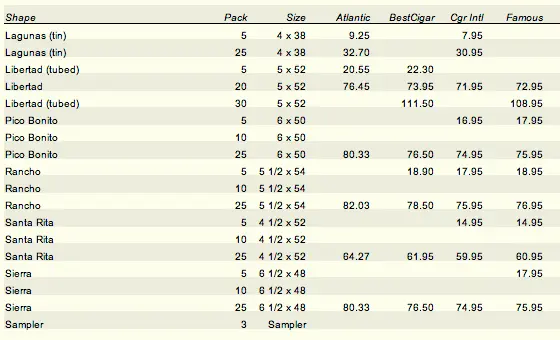 Shape Pack Size Atlantic BestCigar Cgr Intl Famous
Lagunas (tin) 5 4 x 38 9.25 7.95
Lagunas (tin) 25 4 x 38 32.70 30.95
Libertad (tubed) 5 5 x 52 20.55 22.30
Libertad 20 5 x 52 76.45 73.95 71.95 72.95
Libertad (tubed) 30 5 x 52 111.50 108.95
Pico Bonito 5 6 x 50 16.95 17.95
Pico Bonito 10 6 x 50
Pico Bonito 25 6 x 50 80.33 76.50 74.95 75.95
Rancho 5 5 1/2 x 54 18.90 17.95 18.95
Rancho 10 5 1/2 x 54
Rancho 25 5 1/2 x 54 82.03 78.50 75.95 76.95
Santa Rita 5 4 1/2 x 52 14.95 14.95
Santa Rita 10 4 1/2 x 52
Santa Rita 25 4 1/2 x 52 64.27 61.95 59.95 60.95
Sierra 5 6 1/2 x 48 17.95
Sierra 10 6 1/2 x 48
Sierra 25 6 1/2 x 48 80.33 76.50 74.95 75.95
Sampler 3 Sampler